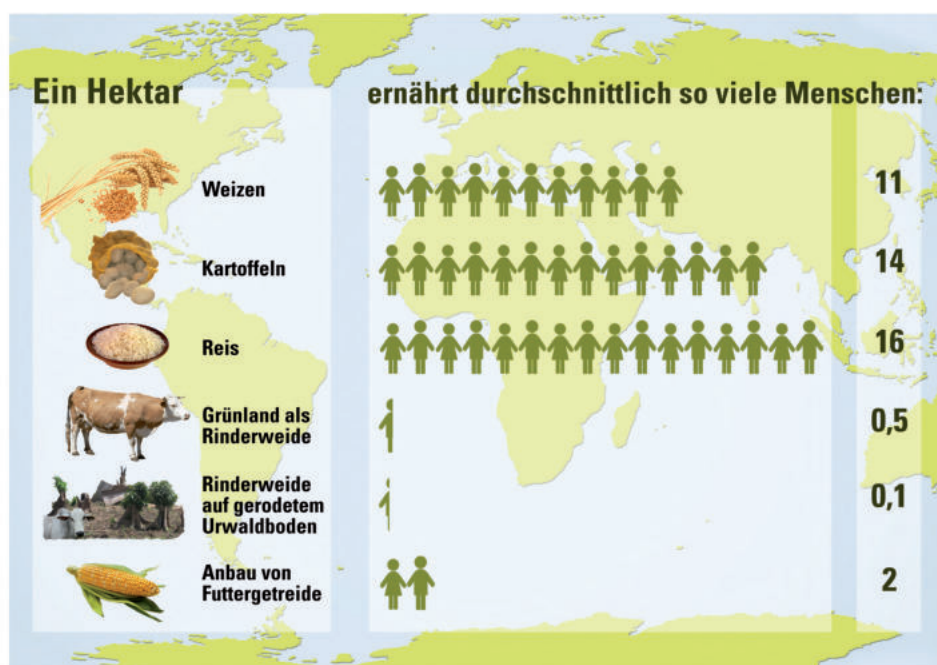 Ein Hektar
ernährt durchschnittlich so viele Menschen:
Weizen
11
Kartoffeln
14
Reis
16
Grünland als
Rinderweide
0,5
Rinderweide
auf gerodetem
Urwaldboden
0,1
Anbau von
Futtergetreide
2